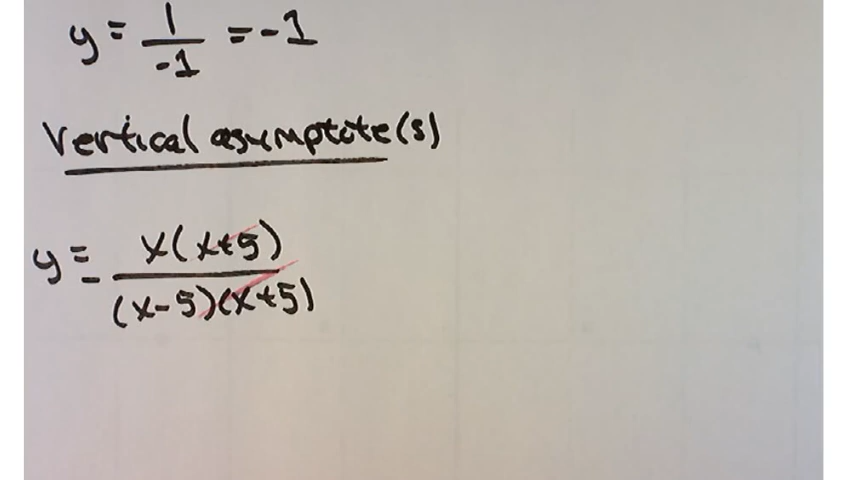 y = 1/-1 = -1
Vertical asymptote(s)
y = - x(x+5)/(x-5)(x+5)